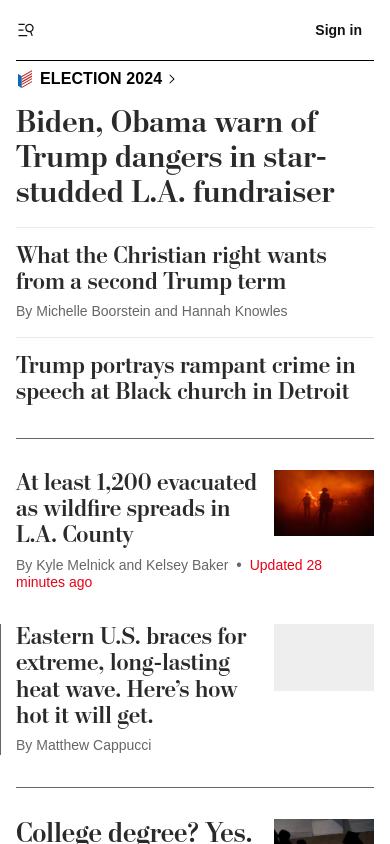 Sign in
ELECTION 2024
Biden, Obama warn of
Trump dangers in star-
studded L.A. fundraiser
What the Christian right wants
from a second Trump term
By Michelle Boorstein and Hannah Knowles
Trump portrays rampant crime in
speech at Black church in Detroit
At least 1,200 evacuated
as wildfire spreads in
L.A. County
By Kyle Melnick and Kelsey Baker • Updated 28
minutes ago
Eastern U.S. braces for
extreme, long-lasting
heat wave. Here’s how
hot it will get.
By Matthew Cappucci
College degree? Yes.